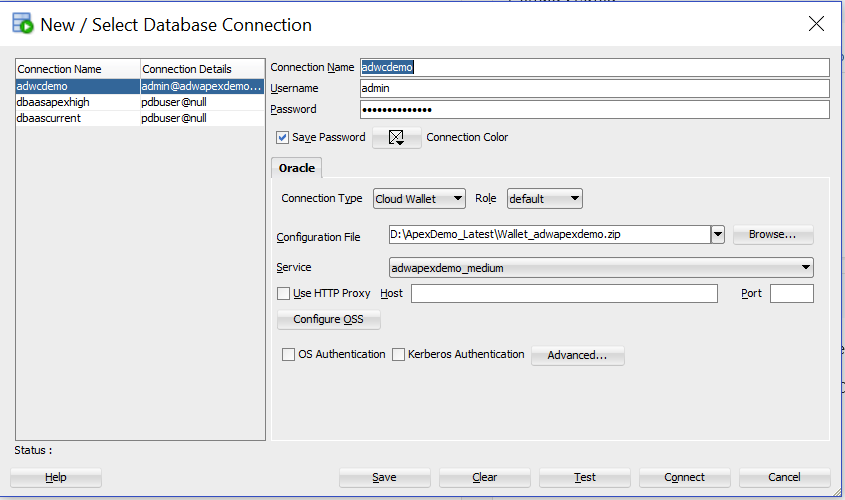 New / Select Database Connection
Connection Name Connection Details
adwcdemo admin@adwapexdemo...
dbaasapexhigh pdbuser@null
dbaascurrent pdbuser@null
Connection Name adwcdemo
Username admin
Password ••••••••••••••
Save Password Connection Color
Oracle
Connection Type Cloud Wallet Role default
Configuration File D:\ApexDemo_Latest\Wallet_adwapexdemo.zip Browse...
Service adwapexdemo_medium
Use HTTP Proxy Host Port
Configure OSS
OS Authentication Kerberos Authentication Advanced...
Status :
Help Save Clear Test Connect Cancel